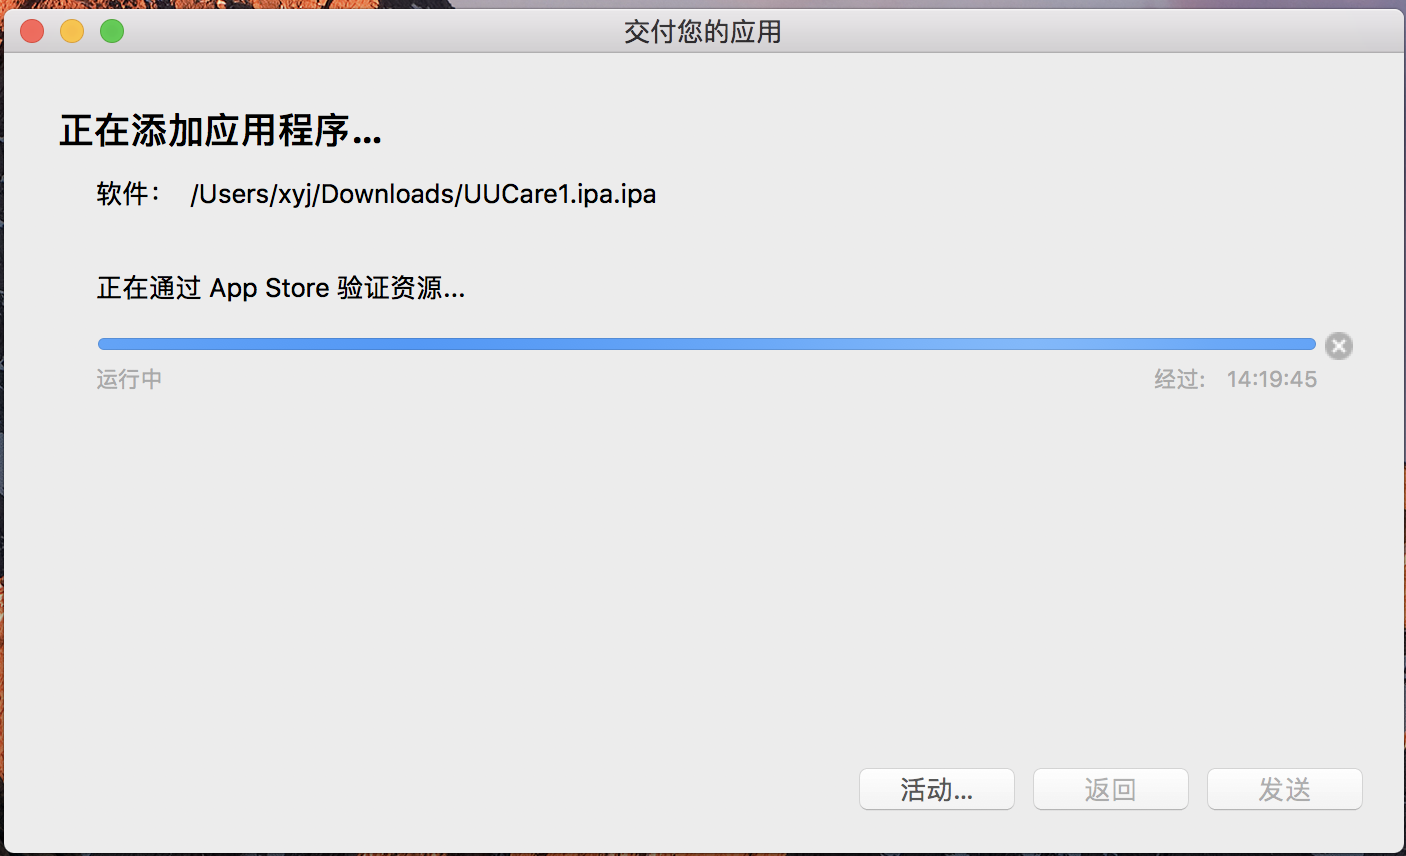 交付您的应用
正在添加应用程序...
软件： /Users/xyj/Downloads/UUCare1.ipa.ipa
正在通过 App Store 验证资源...
运行中 经过: 14:19:45
活动... 返回 发送